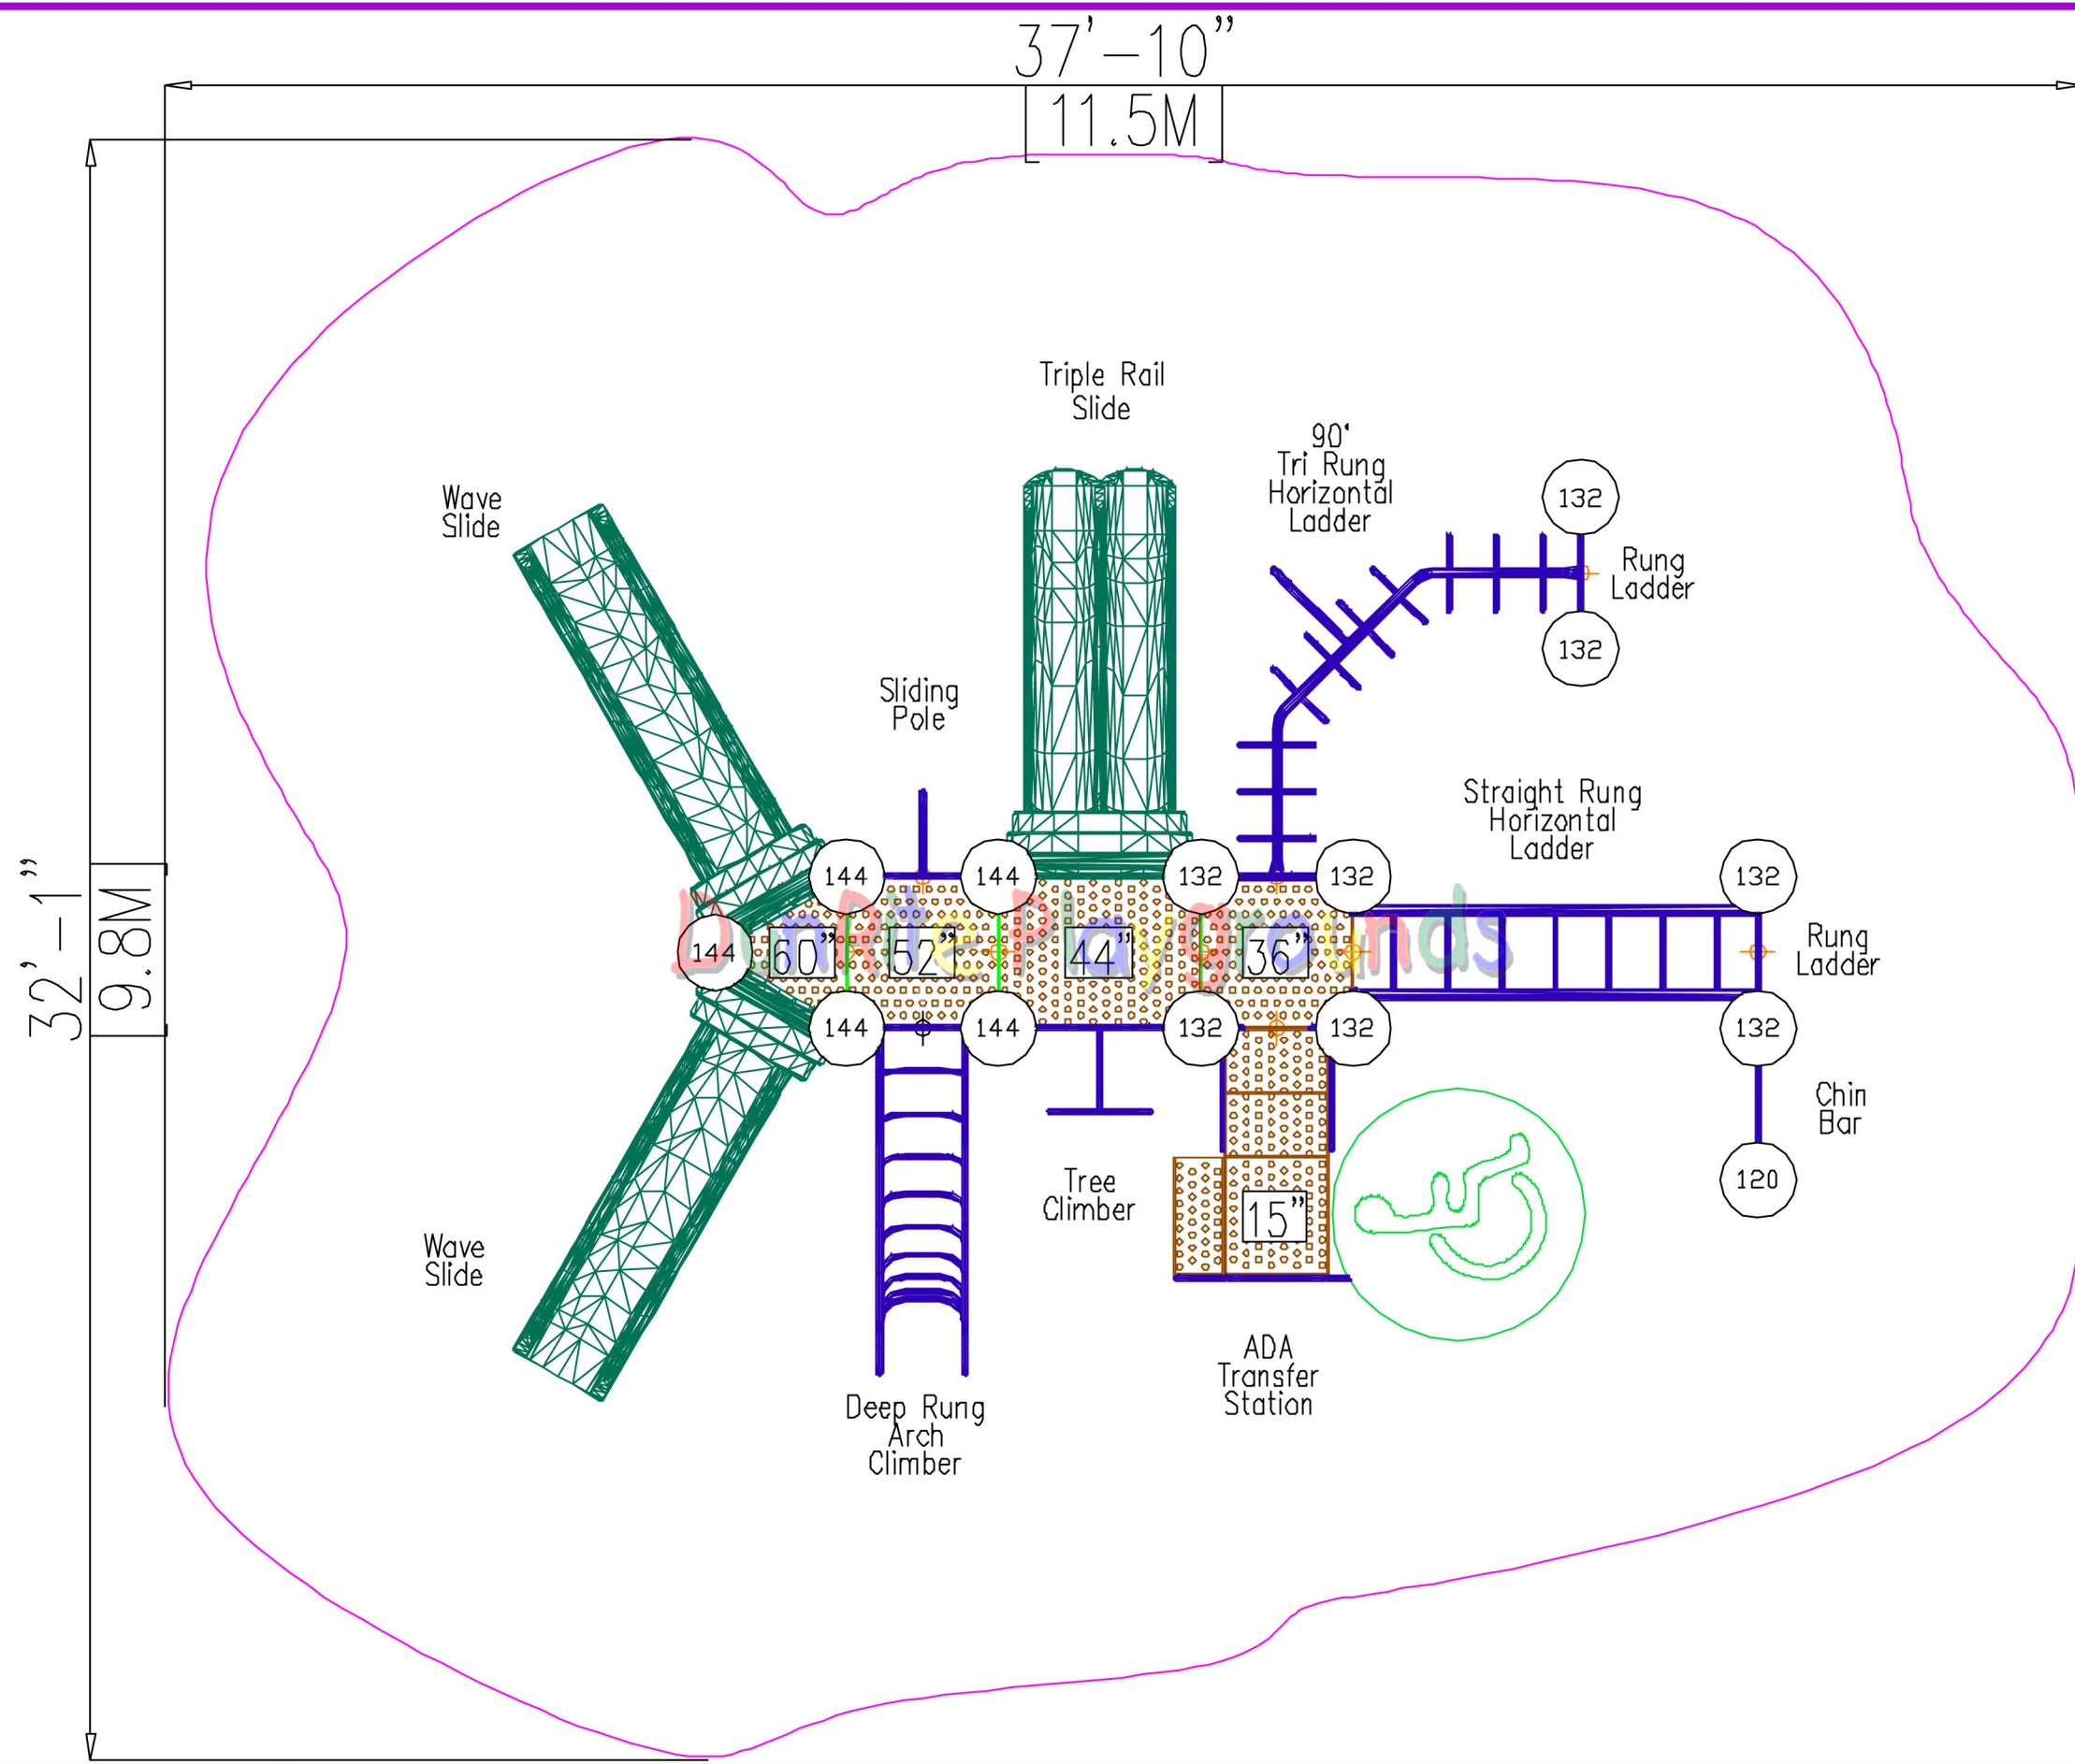 37'-10"
11.5M
Triple Rail
Slide
90°
Tri Rung
Horizontal
Ladder
132
Wave
Slide
Rung
Ladder
132
Sliding
Pole
Straight Rung
Horizontal
Ladder
144
144
132
132
132
DunRite Playgrounds
144
60"
52"
44"
36"
Rung
Ladder
32'-1"
9.8M
144
144
132
132
132
Chin
Bar
120
Tree
Climber
15"
Wave
Slide
ADA
Transfer
Station
Deep Rung
Arch
Climber